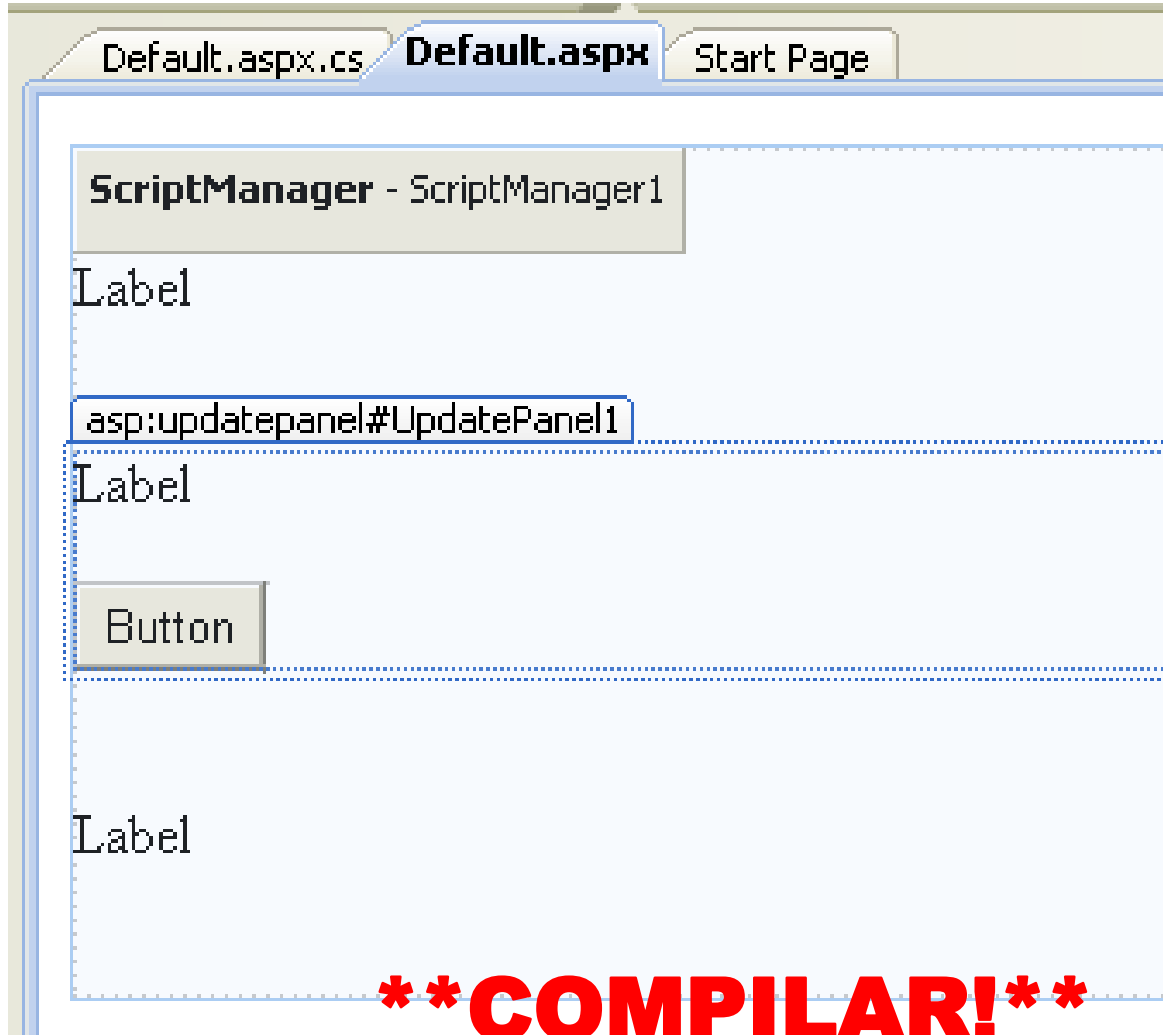 Default.aspx.cs Default.aspx Start Page
ScriptManager - ScriptManager1
Label
asp:updatepanel#UpdatePanel1
Label
Button
Label
**COMPILAR!**